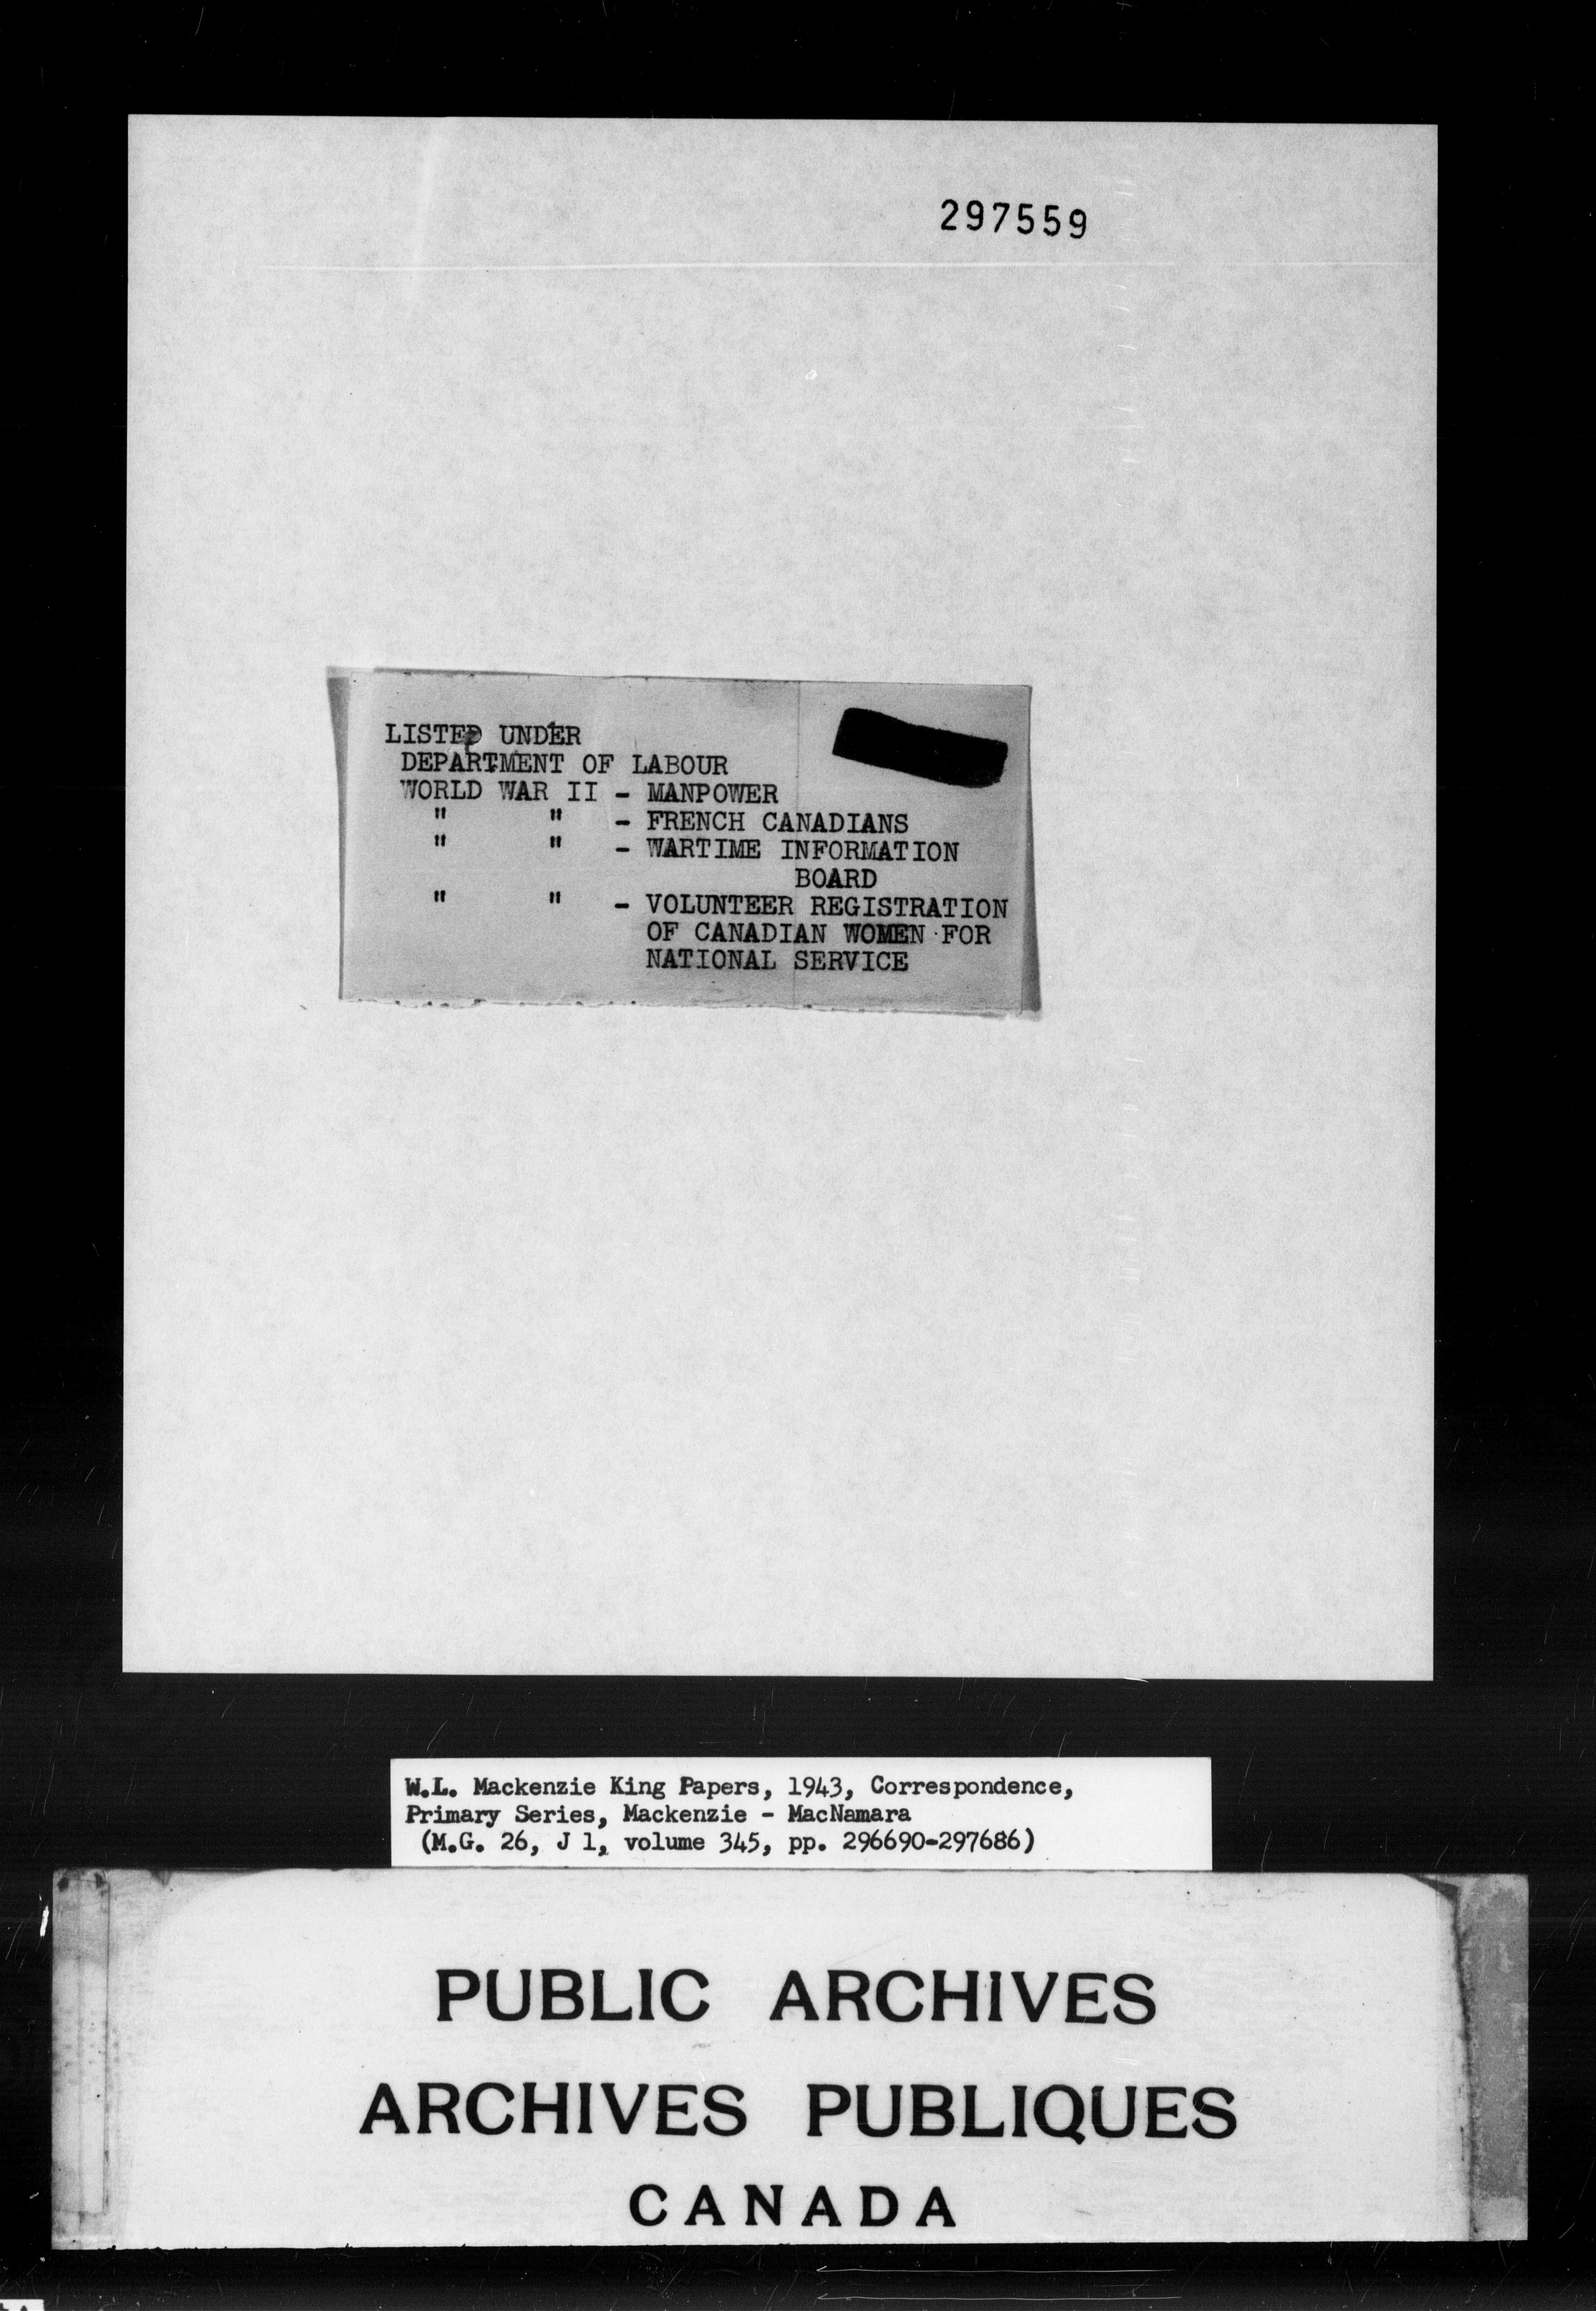 297559
LISTED UNDER
DEPARTMENT OF LABOUR
WORLD WAR II - MANPOWER
" " - FRENCH CANADIANS
" " - WARTIME INFORMATION
BOARD
" " - VOLUNTEER REGISTRATION
OF CANADIAN WOMEN FOR
NATIONAL SERVICE
W.L. Mackenzie King Papers, 1943, Correspondence,
Primary Series, Mackenzie - MacNamara
(M.G. 26, J 1, volume 345, pp. 296690-297686)
PUBLIC ARCHIVES
ARCHIVES PUBLIQUES
CANADA